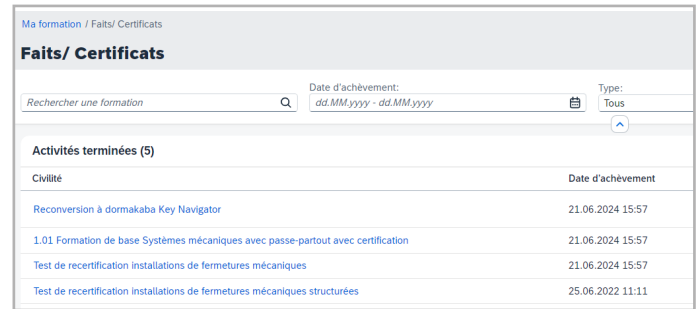 Ma formation / Faits/ Certificats
Faits/ Certificats
Date d'achèvement:
Type:
Rechercher une formation
dd.MM.yyyy - dd.MM.yyyy
Tous
Activités terminées (5)
Civilité
Date d'achèvement
Reconversion à dormakaba Key Navigator
21.06.2024 15:57
1.01 Formation de base Systèmes mécaniques avec passe-partout avec certification
21.06.2024 15:57
Test de recertification installations de fermetures mécaniques
21.06.2024 15:57
Test de recertification installations de fermetures mécaniques structurées
25.06.2022 11:11